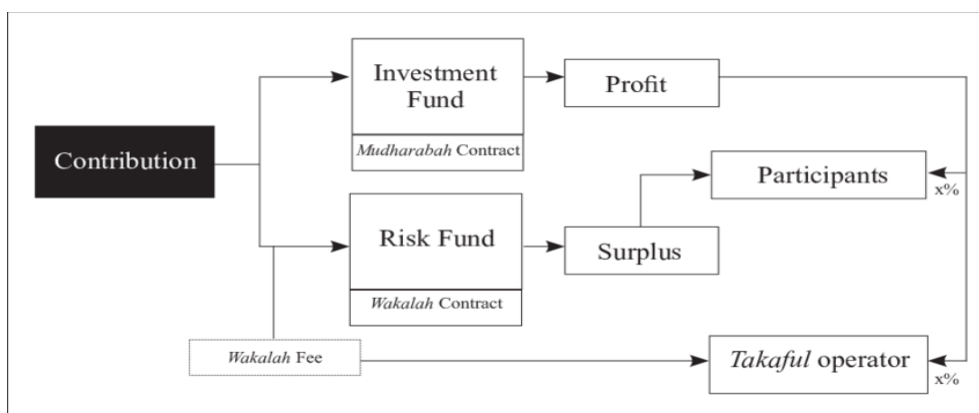 Investment
Fund
Mudharabah Contract
Profit
Contribution
Participants
x%
Risk Fund
Wakalah Contract
Surplus
Wakalah Fee
Takaful operator
x%